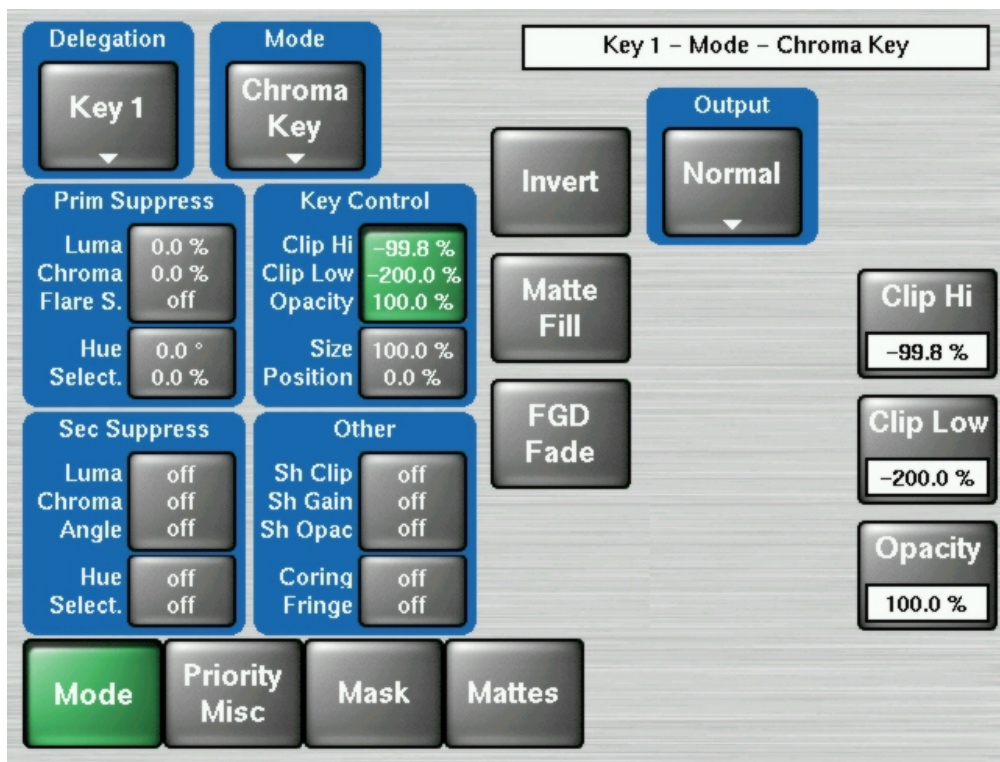 Delegation
Key 1
Mode
Chroma
Key
Key 1 – Mode – Chroma Key
Output
Normal
Invert
Matte
Fill
FGD
Fade
Prim Suppress
Luma 0.0 %
Chroma 0.0 %
Flare S. off
Hue 0.0 °
Select. 0.0 %
Key Control
Clip Hi -99.8 %
Clip Low -200.0 %
Opacity 100.0 %
Size 100.0 %
Position 0.0 %
Sec Suppress
Luma off
Chroma off
Angle off
Hue off
Select. off
Other
Sh Clip off
Sh Gain off
Sh Opac off
Coring off
Fringe off
Clip Hi
-99.8 %
Clip Low
-200.0 %
Opacity
100.0 %
Mode
Priority
Misc
Mask
Mattes